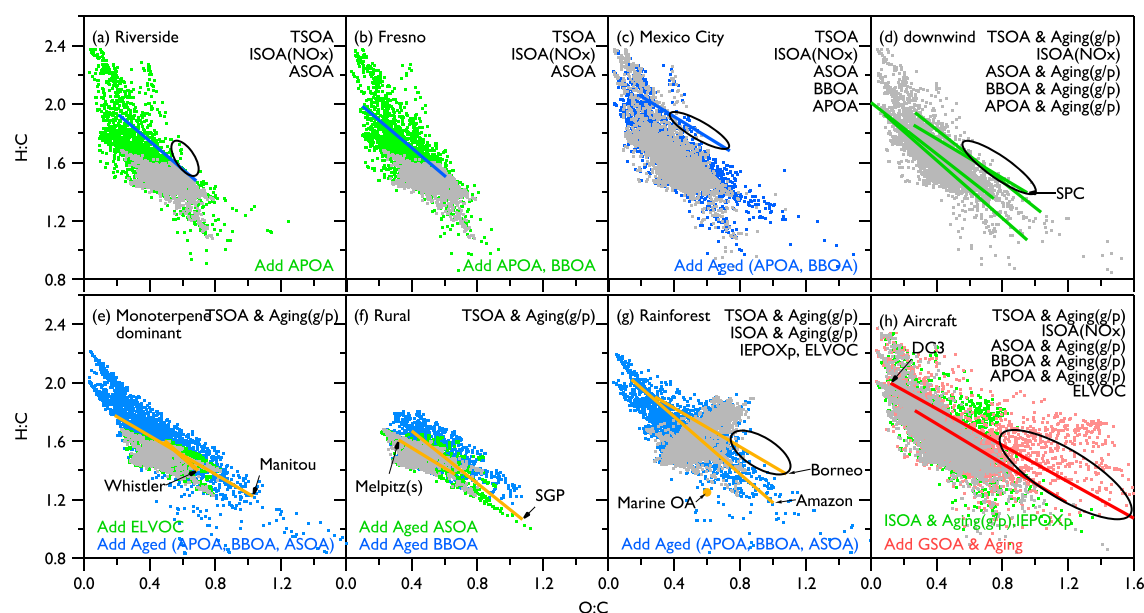 (a) Riverside
TSOA
ISOA(NOx)
ASOA
Add APOA
(b) Fresno
TSOA
ISOA(NOx)
ASOA
Add APOA, BBOA
(c) Mexico City
TSOA
ISOA(NOx)
ASOA
BBOA
APOA
Add Aged (APOA, BBOA)
(d) downwind
TSOA & Aging(g/p)
ISOA(NOx)
ASOA & Aging(g/p)
BBOA & Aging(g/p)
APOA & Aging(g/p)
SPC
2.4
2.0
1.6
1.2
0.8
H:C
(e) Monoterpene
dominant
TSOA & Aging(g/p)
Manitou
Whistler
Add ELVOC
Add Aged (APOA, BBOA, ASOA)
(f) Rural
TSOA & Aging(g/p)
Melpitz(s)
SGP
Add Aged ASOA
Add Aged BBOA
(g) Rainforest
TSOA & Aging(g/p)
ISOA & Aging(g/p)
IEPOXp, ELVOC
Borneo
Marine OA
Amazon
Add Aged (APOA, BBOA, ASOA)
(h) Aircraft
TSOA & Aging(g/p)
ISOA(NOx)
ASOA & Aging(g/p)
BBOA & Aging(g/p)
APOA & Aging(g/p)
ELVOC
DC3
ISOA & Aging(g/p),IEPOXp
Add GSOA & Aging
2.4
2.0
1.6
1.2
0.8
H:C
0.0 0.4 0.8 1.2
0.0 0.4 0.8 1.2
0.0 0.4 0.8 1.2
0.0 0.4 0.8 1.2 1.6
O:C